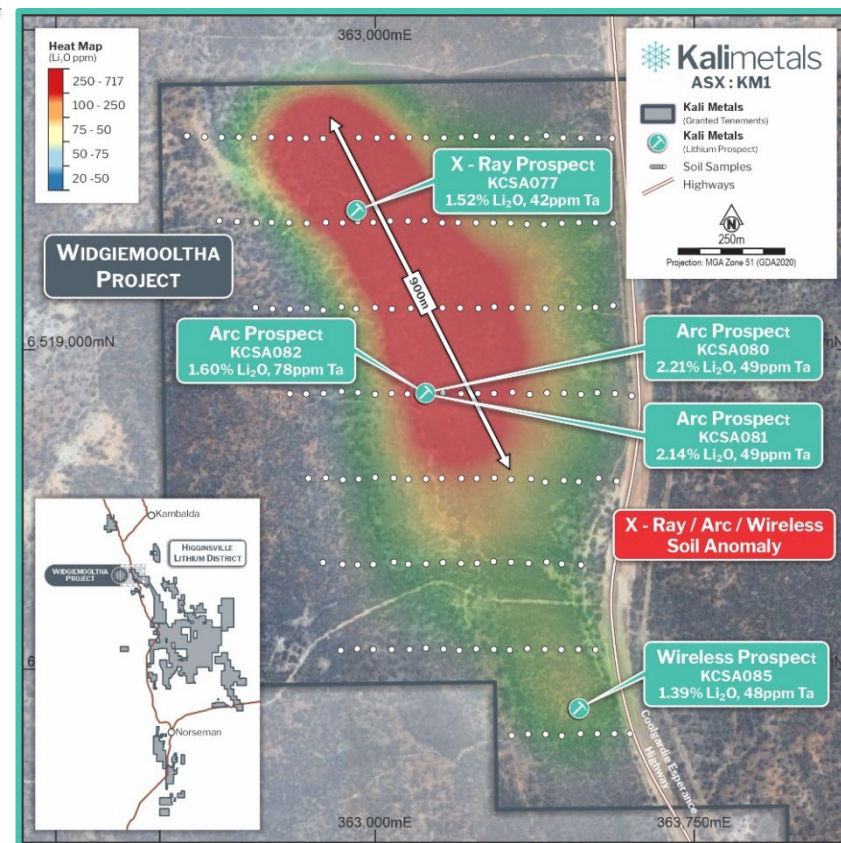 363,000mE
Heat Map
(Li₂O ppm)
250 - 717
100 - 250
75 - 50
50 -75
20 -50
Kalimetals
ASX : KM1
Kali Metals
(Granted Tenements)
Kali Metals
(Lithium Prospect)
Soil Samples
Highways
N
250m
Projection: MGA Zone 51 (GDA2020)
X - Ray Prospect
KCSA077
1.52% Li₂O, 42ppm Ta
WIDGIEMOOLTHA
PROJECT
900m
6,519,000mN
Arc Prospect
KCSA082
1.60% Li₂O, 78ppm Ta
Arc Prospect
KCSA080
2.21% Li₂O, 49ppm Ta
Arc Prospect
KCSA081
2.14% Li₂O, 49ppm Ta
X - Ray / Arc / Wireless
Soil Anomaly
Kambalda
HIGGINSVILLE
LITHIUM DISTRICT
WIDGIEMOOLTHA
PROJECT
Norseman
Wireless Prospect
KCSA085
1.39% Li₂O, 48ppm Ta
Coolgardie Esperance
Highway
363,000mE
363,750mE